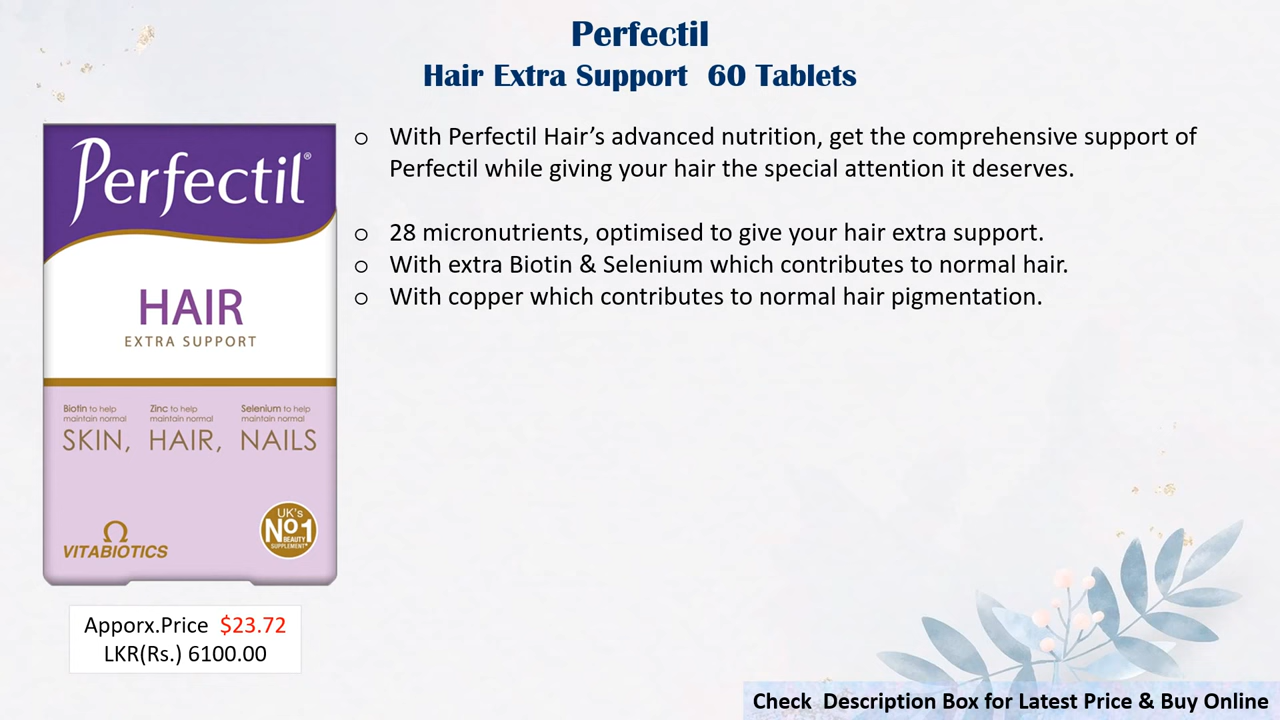 Perfectil
Hair Extra Support  60 Tablets
Perfectil®
HAIR
EXTRA SUPPORT
Biotin to help
maintain normal
SKIN,
Zinc to help
maintain normal
HAIR,
Selenium to help
maintain normal
NAILS
VITABIOTICS
UK's
No1
BEAUTY
SUPPLEMENT*
Apporx.Price $23.72
LKR(Rs.) 6100.00
o With Perfectil Hair’s advanced nutrition, get the comprehensive support of
Perfectil while giving your hair the special attention it deserves.
o 28 micronutrients, optimised to give your hair extra support.
o With extra Biotin & Selenium which contributes to normal hair.
o With copper which contributes to normal hair pigmentation.
Check  Description Box for Latest Price & Buy Online